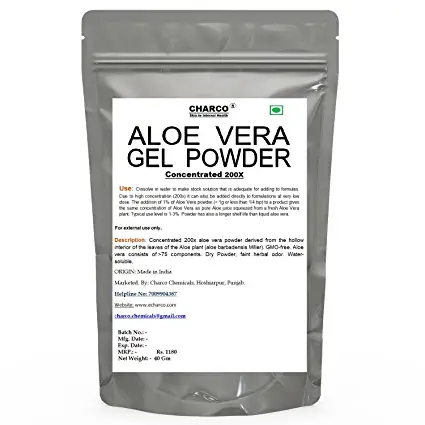 CHARCO®
Skin to Internal Health
ALOE VERA
GEL POWDER
Concentrated 200X
Use: Dissolve in water to make stock solution that is adequate for adding to formulas.
Due to high concentration (200x) it can also be added directly to formulations at very low
dose. The addition of 1% of Aloe Vera powder (= 1g or less than 1/4 tsp) to a product gives
the same concentration of Aloe Vera as pure Aloe juice squeezed from a fresh Aloe Vera
plant. Typical use level is 1-3%. Powder has also a longer shelf life than liquid aloe vera.
For external use only.
Description: Concentrated 200x aloe vera powder derived from the hollow
interior of the leaves of the Aloe plant (aloe barbadensis Miller). GMO-free. Aloe
vera consists of >75 components. Dry Powder, faint herbal odor. Water-
soluble.
ORIGIN: Made in India
Marketed. By: Charco Chemicals, Hoshiarpur, Punjab.
Helpline No: 7009904387
Website: www.echarco.com
charco.chemicals@gmail.com
Batch No.: -
Mfg. Date: -
Exp. Date: -
MRP.: - Rs. 1180
Net Weight: - 40 Gm